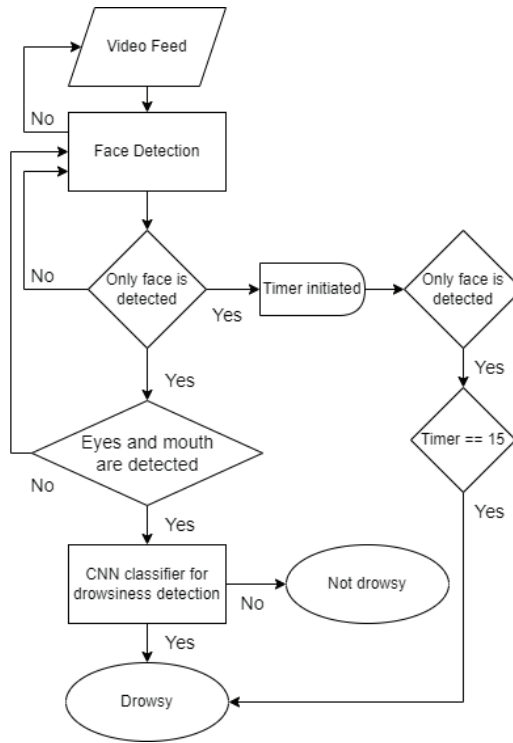 Video Feed
No
Face Detection
Only face is
detected
No
Yes
Timer initiated
Only face is
detected
Yes
Yes
Timer == 15
Eyes and mouth
are detected
No
Yes
Yes
CNN classifier for
drowsiness detection
No
Not drowsy
Yes
Drowsy